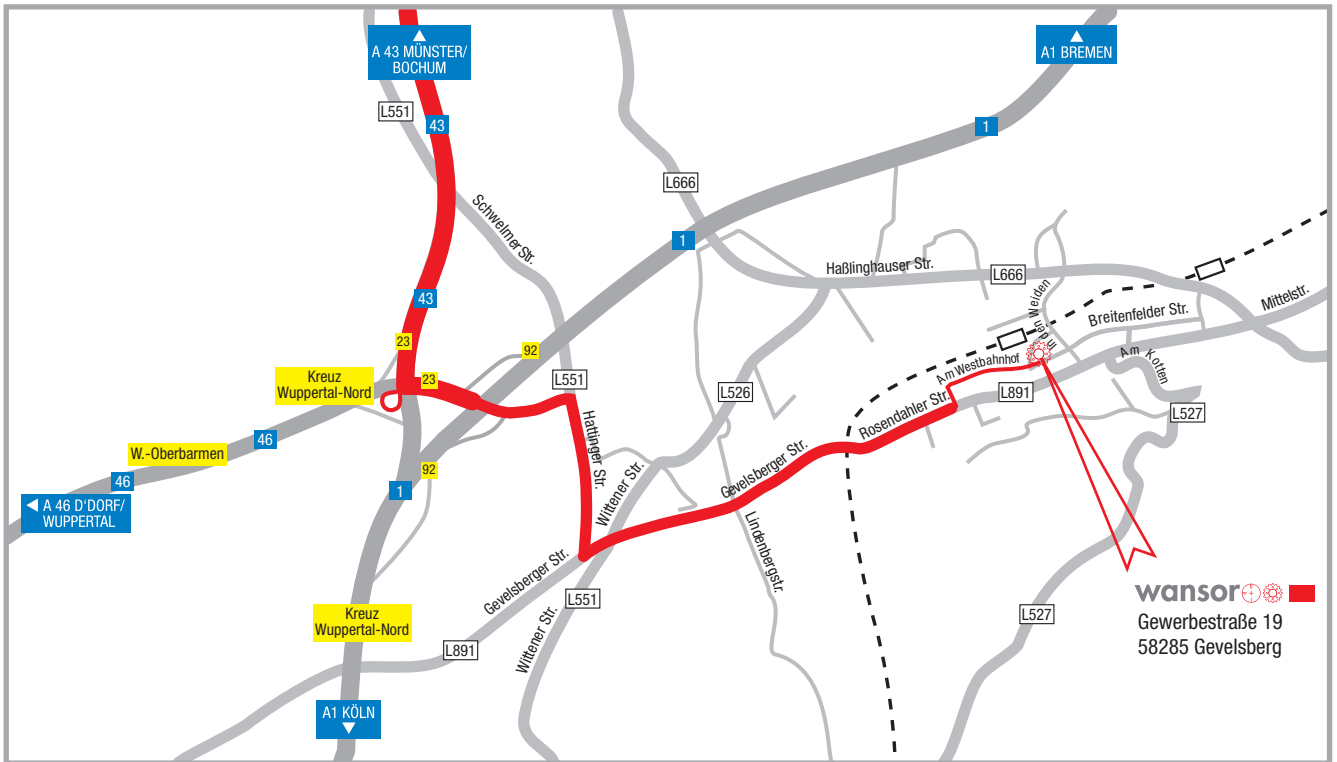 A 43 MÜNSTER/
BOCHUM
A1 BREMEN
L551
43
1
L666
Schwelmer Str.
1
Haßlinghauser Str.
L666
43
In den Weiden
Mittelstr.
Breitenfelder Str.
23
92
Am Westbahnhof
Am Kotten
Kreuz
Wuppertal-Nord
23
L551
L526
L891
L527
Rosendahler Str.
Hattinger Str.
46
W.-Oberbarmen
92
Wittener Str.
Gevelsberger Str.
46
1
A 46 D'DORF/
WUPPERTAL
Lindenbergstr.
Gevelsberger Str.
L551
wansor
Kreuz
Wuppertal-Nord
L527
Gewerbestraße 19
58285 Gevelsberg
L891
Wittener Str.
A1 KÖLN